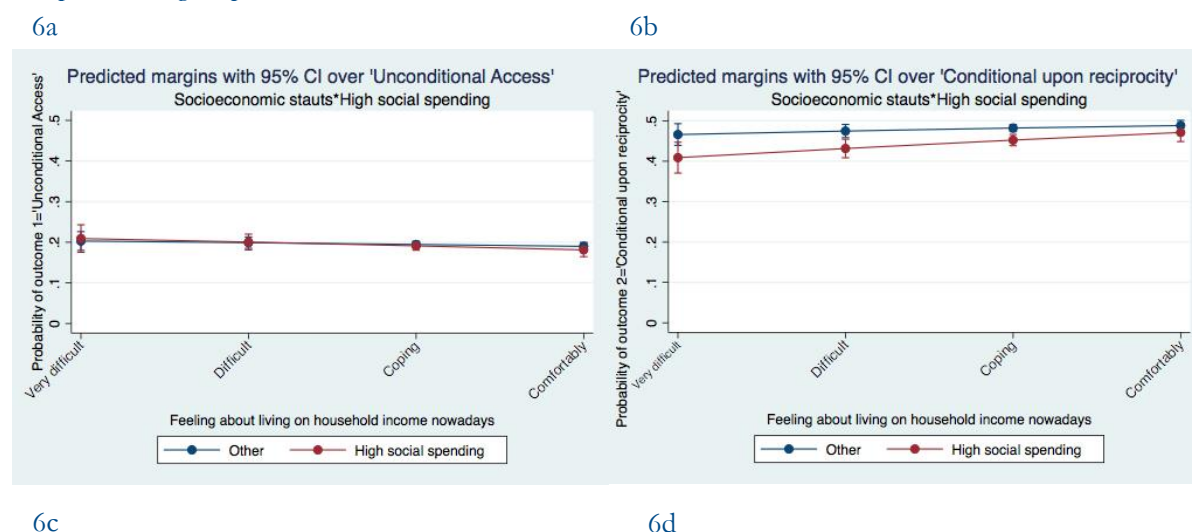 6a
6b
Predicted margins with 95% CI over 'Unconditional Access'
Socioeconomic stauts*High social spending
Probability of outcome 1='Unconditional Access'
.5
.4
.3
.2
.1
0
Very difficult
Difficult
Coping
Comfortably
Feeling about living on household income nowadays
Other
High social spending
Predicted margins with 95% CI over 'Conditional upon reciprocity'
Socioeconomic stauts*High social spending
Probability of outcome 2='Conditional upon reciprocity'
.5
.4
.3
.2
.1
0
Very difficult
Difficult
Coping
Comfortably
Feeling about living on household income nowadays
Other
High social spending
6c
6d